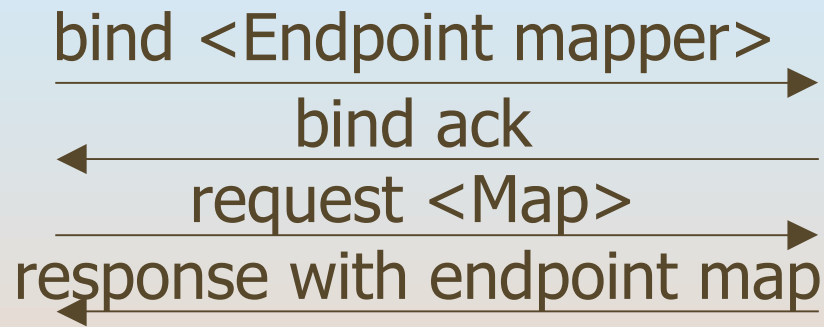 bind <Endpoint mapper>
bind ack
request <Map>
response with endpoint map